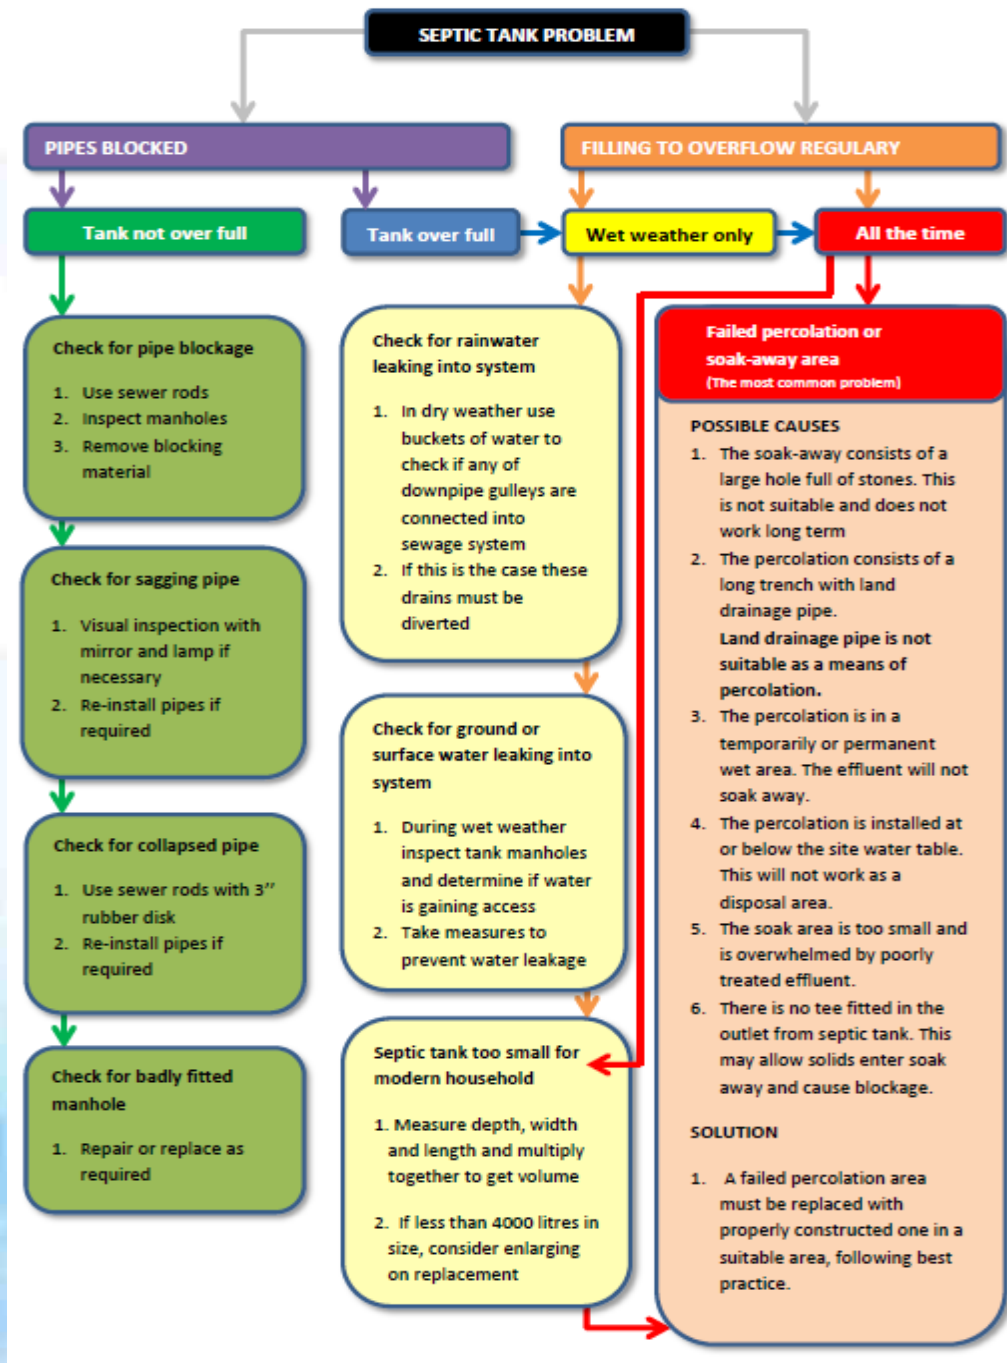 SEPTIC TANK PROBLEM
PIPES BLOCKED
FILLING TO OVERFLOW REGULARY
Tank not over full
Tank over full
Wet weather only
All the time
Check for pipe blockage
1. Use sewer rods
2. Inspect manholes
3. Remove blocking
material
Check for sagging pipe
1. Visual inspection with
mirror and lamp if
necessary
2. Re-install pipes if
required
Check for collapsed pipe
1. Use sewer rods with 3’’
rubber disk
2. Re-install pipes if
required
Check for badly fitted
manhole
1. Repair or replace as
required
Check for rainwater
leaking into system
1. In dry weather use
buckets of water to
check if any of
downpipe gulleys are
connected into
sewage system
2. If this is the case these
drains must be
diverted
Check for ground or
surface water leaking into
system
1. During wet weather
inspect tank manholes
and determine if water
is gaining access
2. Take measures to
prevent water leakage
Septic tank too small for
modern household
1. Measure depth, width
and length and multiply
together to get volume
2. If less than 4000 litres in
size, consider enlarging
on replacement
Failed percolation or
soak-away area
(The most common problem)
POSSIBLE CAUSES
1. The soak-away consists of a
large hole full of stones. This
is not suitable and does not
work long term
2. The percolation consists of a
long trench with land
drainage pipe.
Land drainage pipe is not
suitable as a means of
percolation.
3. The percolation is in a
temporarily or permanent
wet area. The effluent will not
soak away.
4. The percolation is installed at
or below the site water table.
This will not work as a
disposal area.
5. The soak area is too small and
is overwhelmed by poorly
treated effluent.
6. There is no tee fitted in the
outlet from septic tank. This
may allow solids enter soak
away and cause blockage.
SOLUTION
1. A failed percolation area
must be replaced with
properly constructed one in a
suitable area, following best
practice.